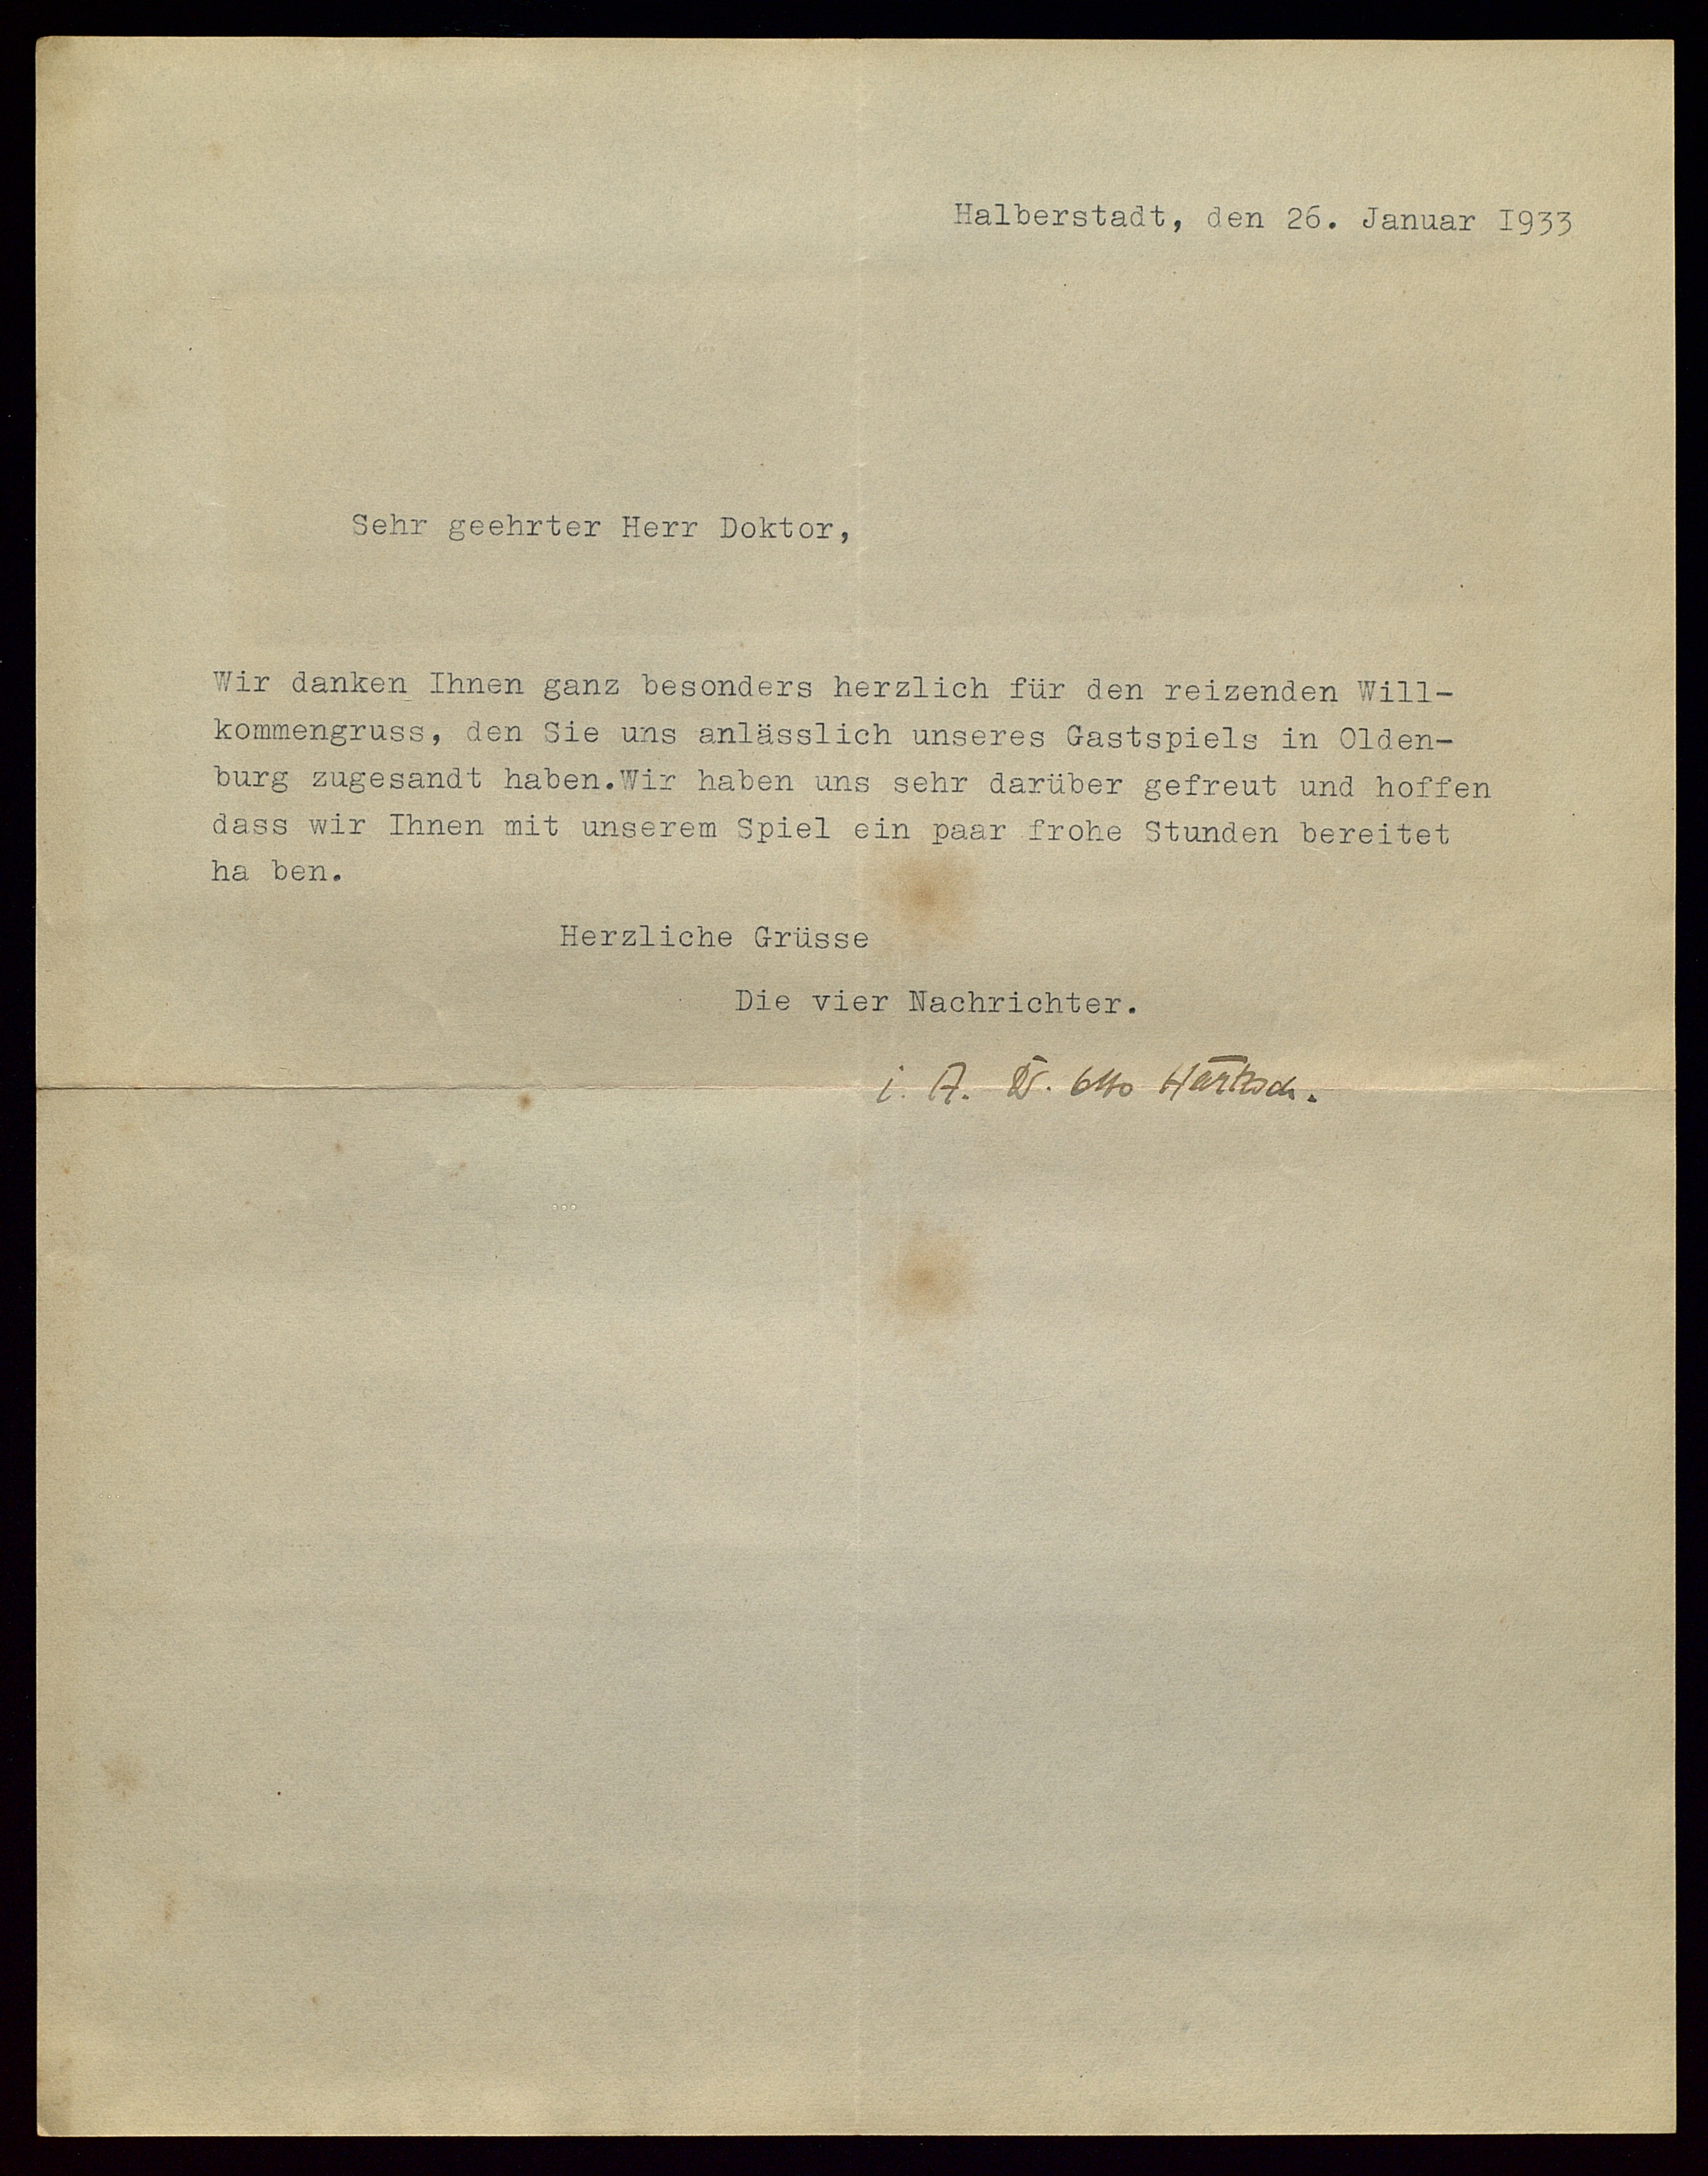 Halberstadt, den 26. Januar I933
Sehr geehrter Herr Doktor,
Wir danken Ihnen ganz besonders herzlich für den reizenden Will-
kommengruss, den Sie uns anlässlich unseres Gastspiels in Olden-
burg zugesandt haben.Wir haben uns sehr darüber gefreut und hoffen
dass wir Ihnen mit unserem Spiel ein paar frohe Stunden bereitet
ha ben.
Herzliche Grüsse
Die vier Nachrichter.
i. A. Otto